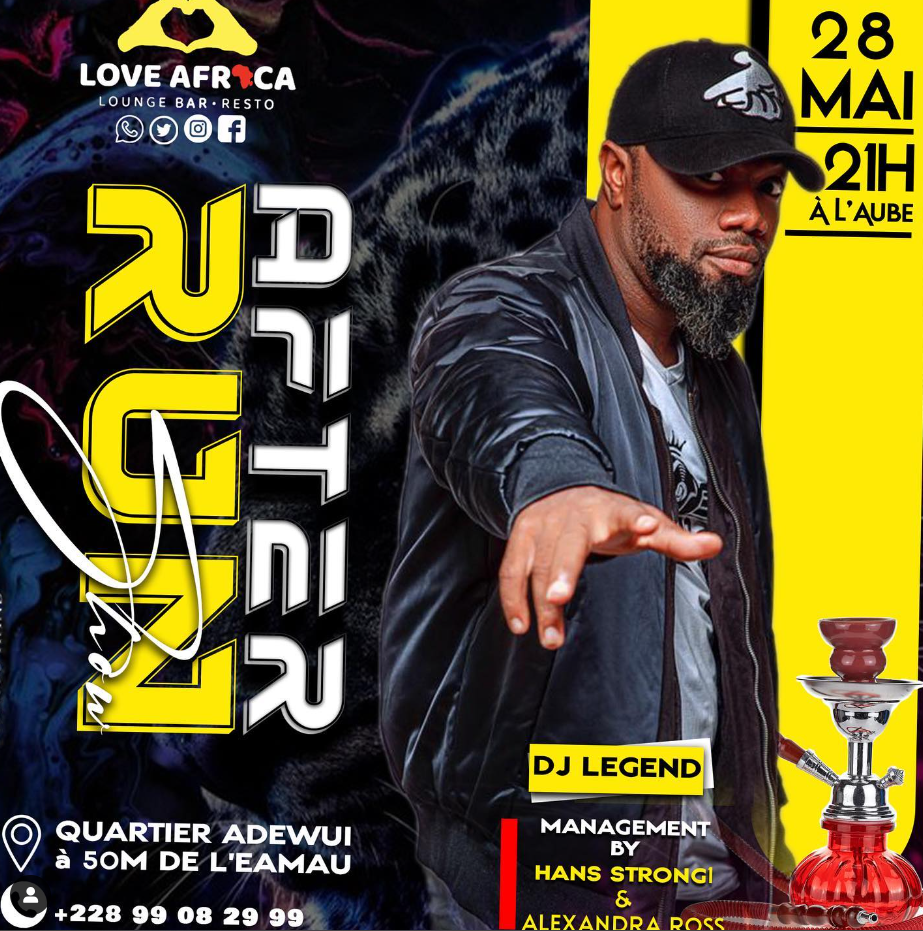 LOVE AFRICA
LOUNGE BAR • RESTO
28
MAI
21H
À L'AUBE
AFTER
RUN
Show
DJ LEGEND
MANAGEMENT
BY
HANS STRONGI
&
ALEXANDRA ROSS
QUARTIER ADEWUI
à 50M DE L'EAMAU
+228 99 08 29 99